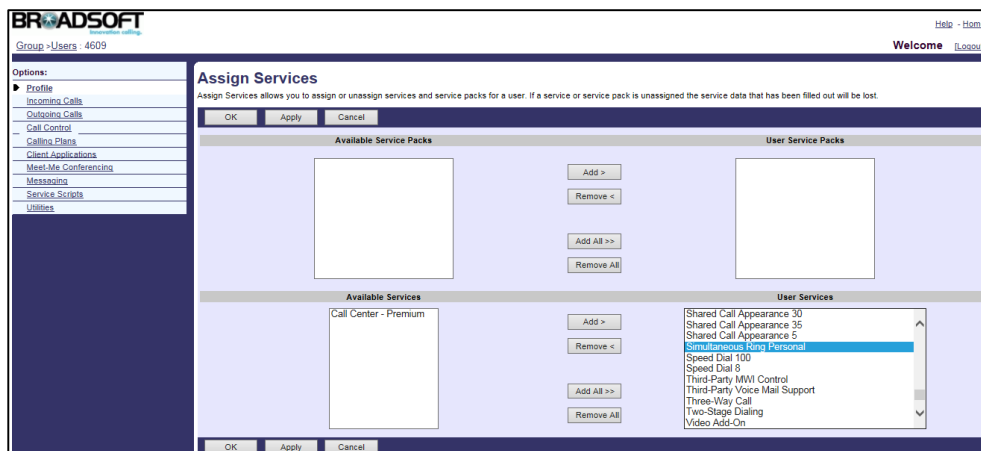 BROADSOFT
innovation calling.
Help - Hom
Group >Users : 4609
Welcome [Logou
Options:
Profile
Incoming Calls
Outgoing Calls
Call Control
Calling Plans
Client Applications
Meet-Me Conferencing
Messaging
Service Scripts
Utilities
Assign Services
Assign Services allows you to assign or unassign services and service packs for a user. If a service or service pack is unassigned the service data that has been filled out will be lost.
OK Apply Cancel
Available Service Packs User Service Packs
Add >
Remove <
Add All >>
Remove All
Available Services User Services
Call Center - Premium
Add >
Remove <
Add All >>
Remove All
Shared Call Appearance 30
Shared Call Appearance 35
Shared Call Appearance 5
Simultaneous Ring Personal
Speed Dial 100
Speed Dial 8
Third-Party MWI Control
Third-Party Voice Mail Support
Three-Way Call
Two-Stage Dialing
Video Add-On
OK Apply Cancel